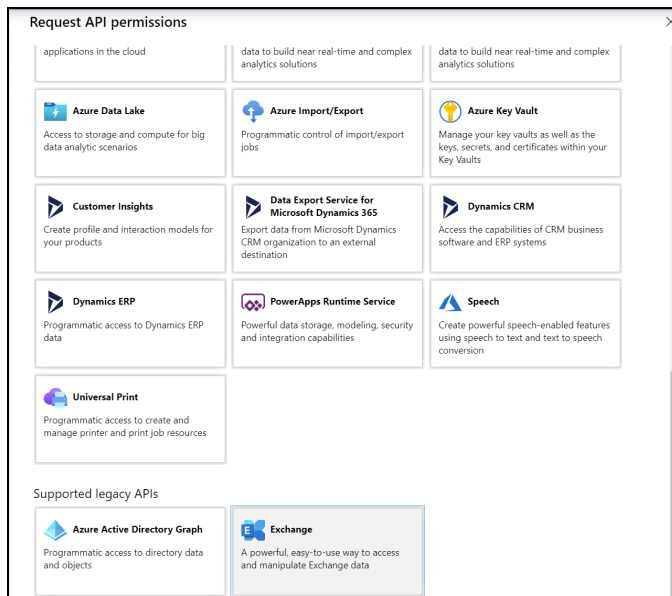 Request API permissions
applications in the cloud
data to build near real-time and complex
analytics solutions
data to build near real-time and complex
analytics solutions
Azure Data Lake
Access to storage and compute for big
data analytic scenarios
Azure Import/Export
Programmatic control of import/export
jobs
Azure Key Vault
Manage your key vaults as well as the
keys, secrets, and certificates within your
Key Vaults
Customer Insights
Create profile and interaction models for
your products
Data Export Service for
Microsoft Dynamics 365
Export data from Microsoft Dynamics
CRM organization to an external
destination
Dynamics CRM
Access the capabilities of CRM business
software and ERP systems
Dynamics ERP
Programmatic access to Dynamics ERP
data
PowerApps Runtime Service
Powerful data storage, modeling, security
and integration capabilities
Speech
Create powerful speech-enabled features
using speech to text and text to speech
conversion
Universal Print
Programmatic access to create and
manage printer and print job resources
Supported legacy APIs
Azure Active Directory Graph
Programmatic access to directory data
and objects
Exchange
A powerful, easy-to-use way to access
and manipulate Exchange data